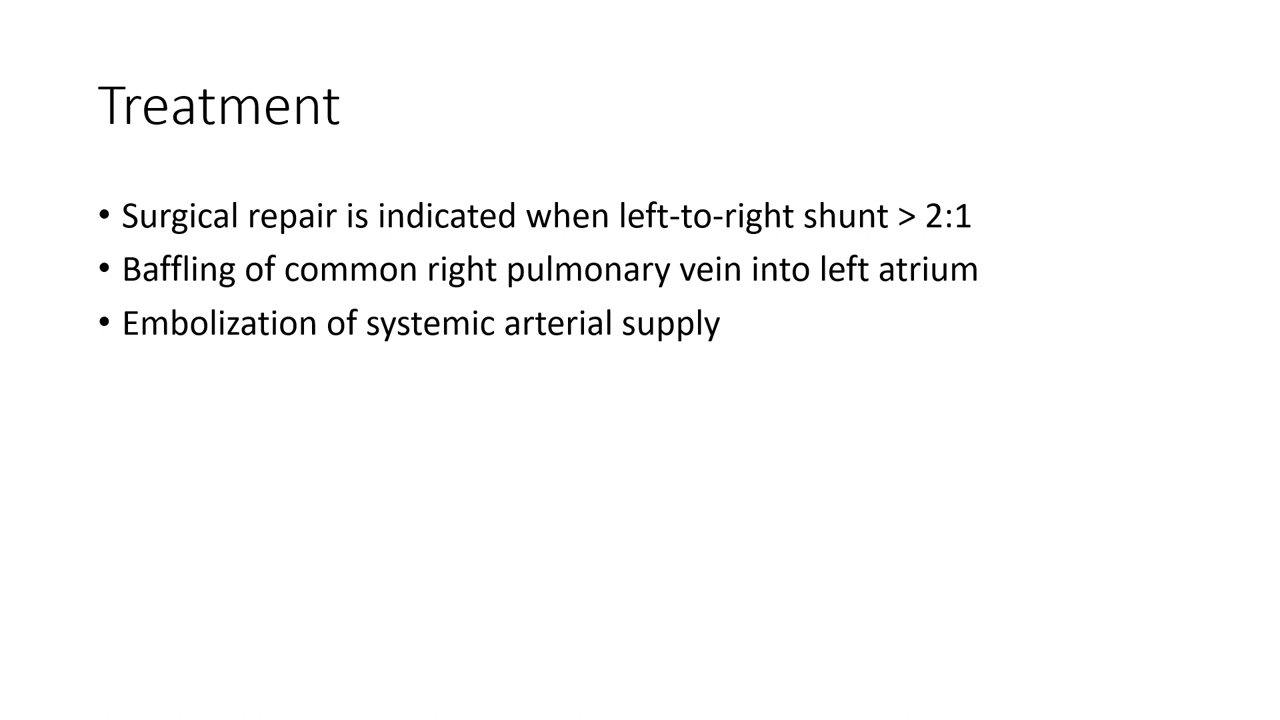 Treatment
• Surgical repair is indicated when left-to-right shunt > 2:1
• Baffling of common right pulmonary vein into left atrium
• Embolization of systemic arterial supply